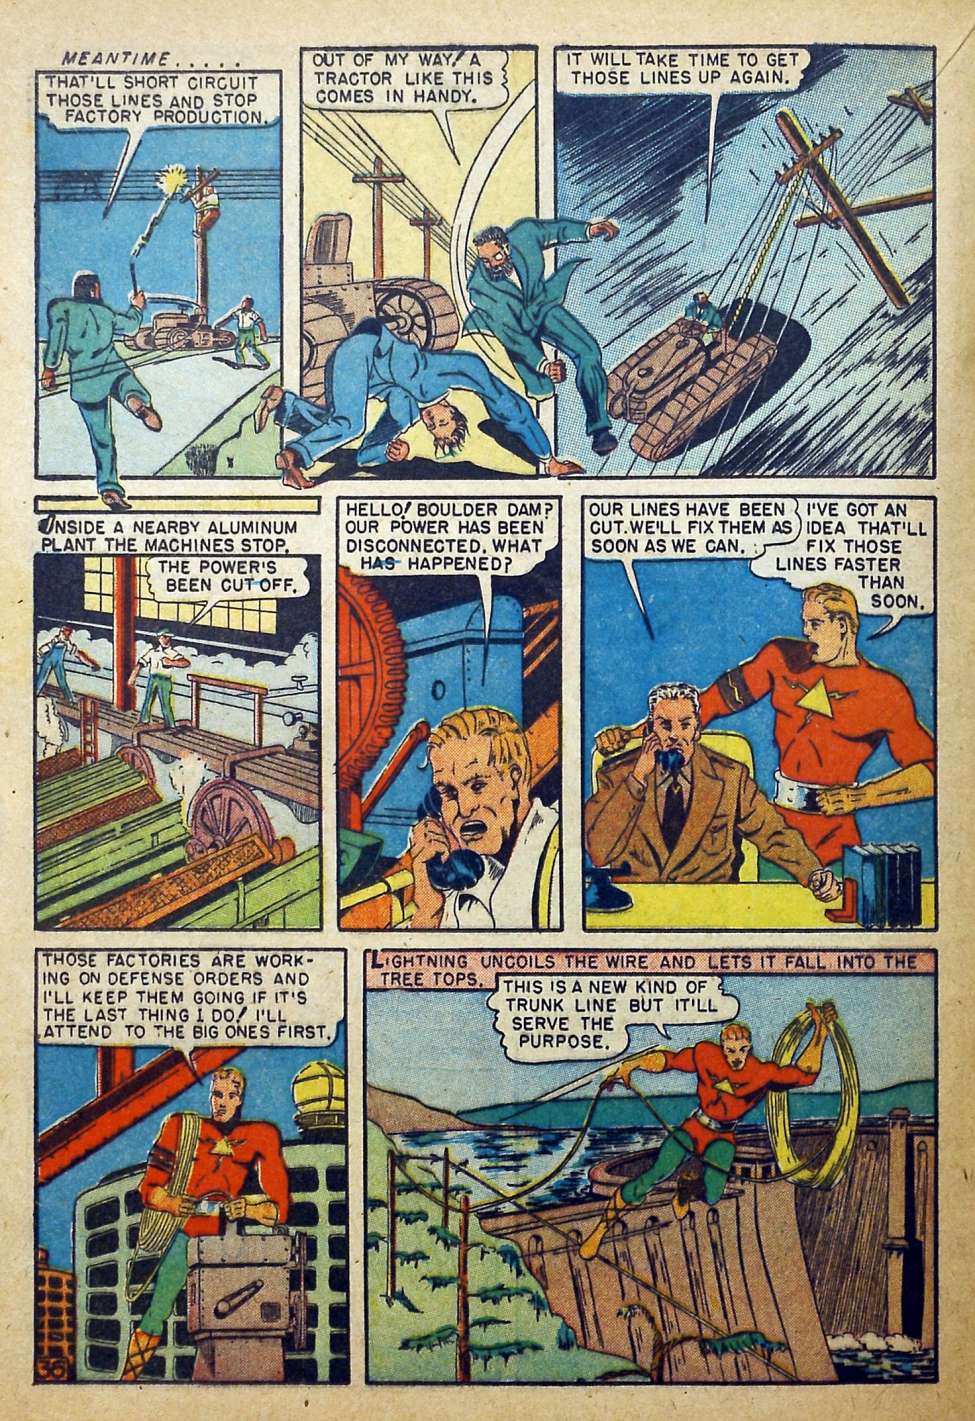 MEANTIME.....
THAT'LL SHORT CIRCUIT
THOSE LINES AND STOP
FACTORY PRODUCTION.
OUT OF MY WAY! A
TRACTOR LIKE THIS
COMES IN HANDY.
IT WILL TAKE TIME TO GET
THOSE LINES UP AGAIN.
INSIDE A NEARBY ALUMINUM
PLANT THE MACHINES STOP.
THE POWER'S
BEEN CUT OFF.
HELLO! BOULDER DAM?
OUR POWER HAS BEEN
DISCONNECTED. WHAT
HAS HAPPENED?
OUR LINES HAVE BEEN
CUT. WE'LL FIX THEM AS
SOON AS WE CAN.
I'VE GOT AN
IDEA THAT'LL
FIX THOSE
LINES FASTER
THAN
SOON.
THOSE FACTORIES ARE WORK-
ING ON DEFENSE ORDERS AND
I'LL KEEP THEM GOING IF IT'S
THE LAST THING I DO! I'LL
ATTEND TO THE BIG ONES FIRST.
36
LIGHTNING UNCOILS THE WIRE AND LETS IT FALL INTO THE
TREE TOPS.
THIS IS A NEW KIND OF
TRUNK LINE BUT IT'LL
SERVE THE
PURPOSE.